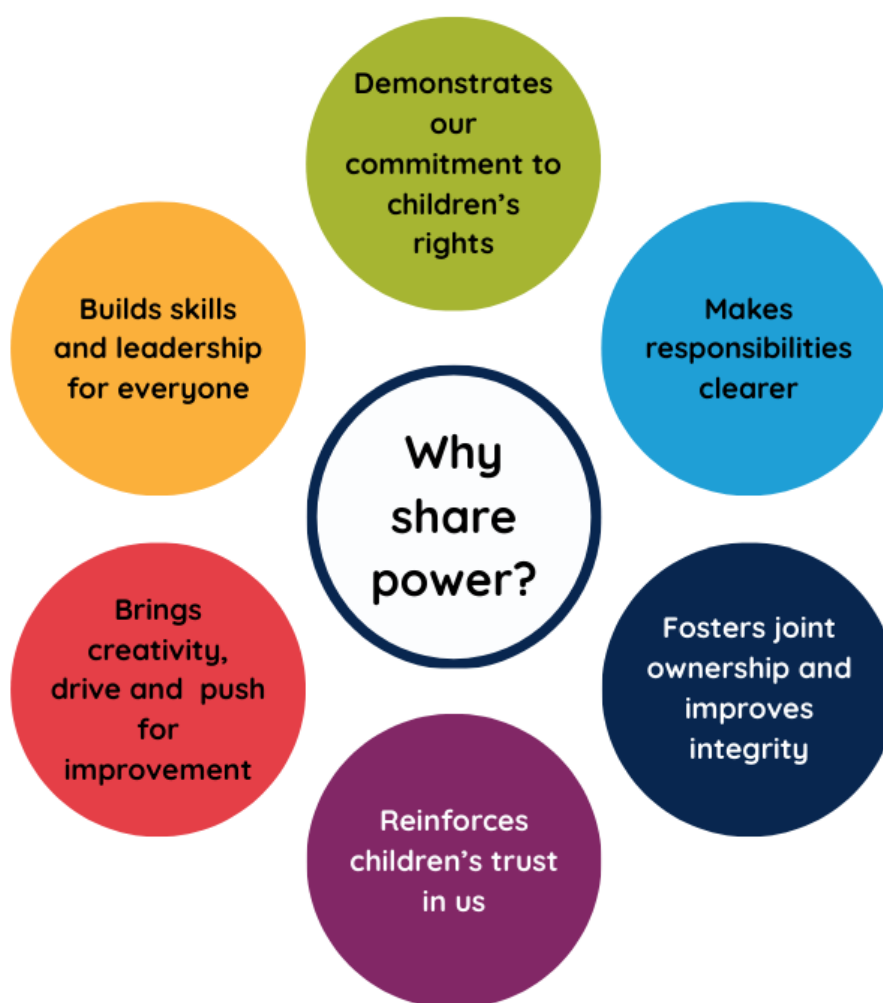 Demonstrates
our
commitment to
children’s
rights
Builds skills
and leadership
for everyone
Makes
responsibilities
clearer
Why
share
power?
Brings
creativity,
drive and  push
for
improvement
Fosters joint
ownership and
improves
integrity
Reinforces
children’s trust
in us